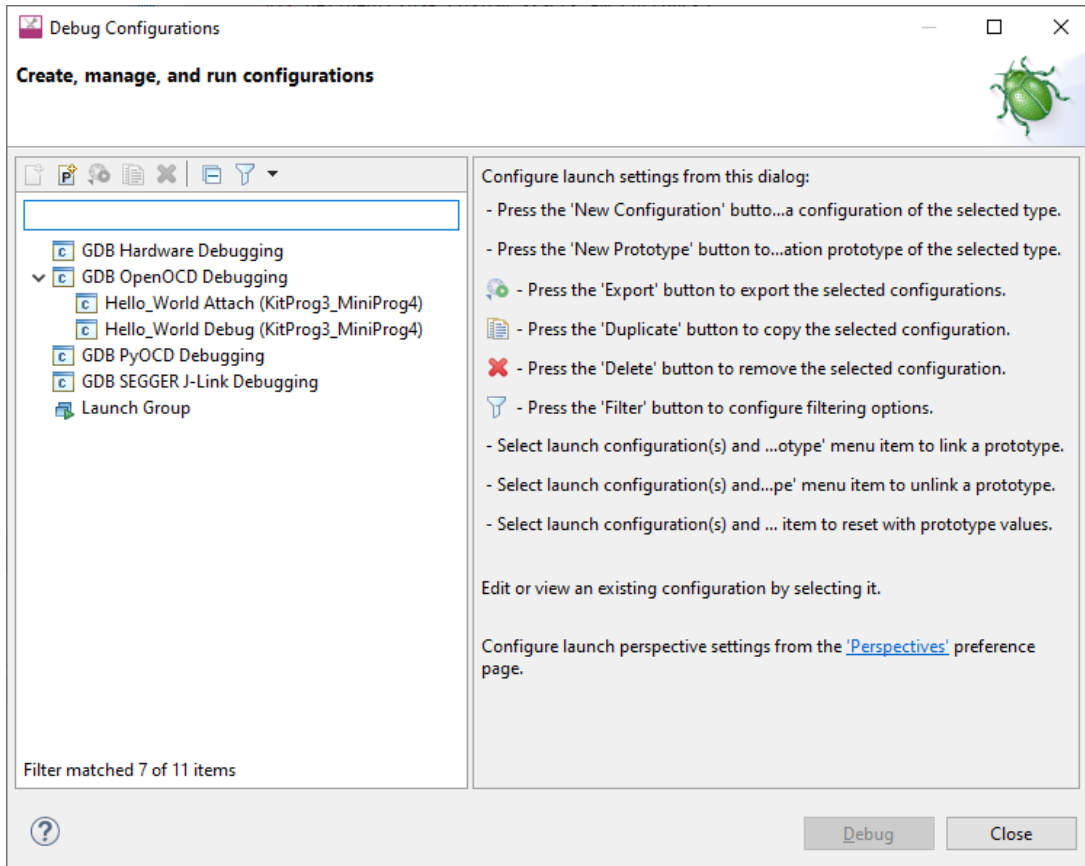 Debug Configurations
Create, manage, and run configurations
Configure launch settings from this dialog:
- Press the 'New Configuration' butto...a configuration of the selected type.
- Press the 'New Prototype' button to...ation prototype of the selected type.
- Press the 'Export' button to export the selected configurations.
- Press the 'Duplicate' button to copy the selected configuration.
- Press the 'Delete' button to remove the selected configuration.
- Press the 'Filter' button to configure filtering options.
- Select launch configuration(s) and ...otype' menu item to link a prototype.
- Select launch configuration(s) and...pe' menu item to unlink a prototype.
- Select launch configuration(s) and ... item to reset with prototype values.
Edit or view an existing configuration by selecting it.
Configure launch perspective settings from the 'Perspectives' preference
page.
GDB Hardware Debugging
GDB OpenOCD Debugging
Hello_World Attach (KitProg3_MiniProg4)
Hello_World Debug (KitProg3_MiniProg4)
GDB PyOCD Debugging
GDB SEGGER J-Link Debugging
Launch Group
Filter matched 7 of 11 items
Debug
Close